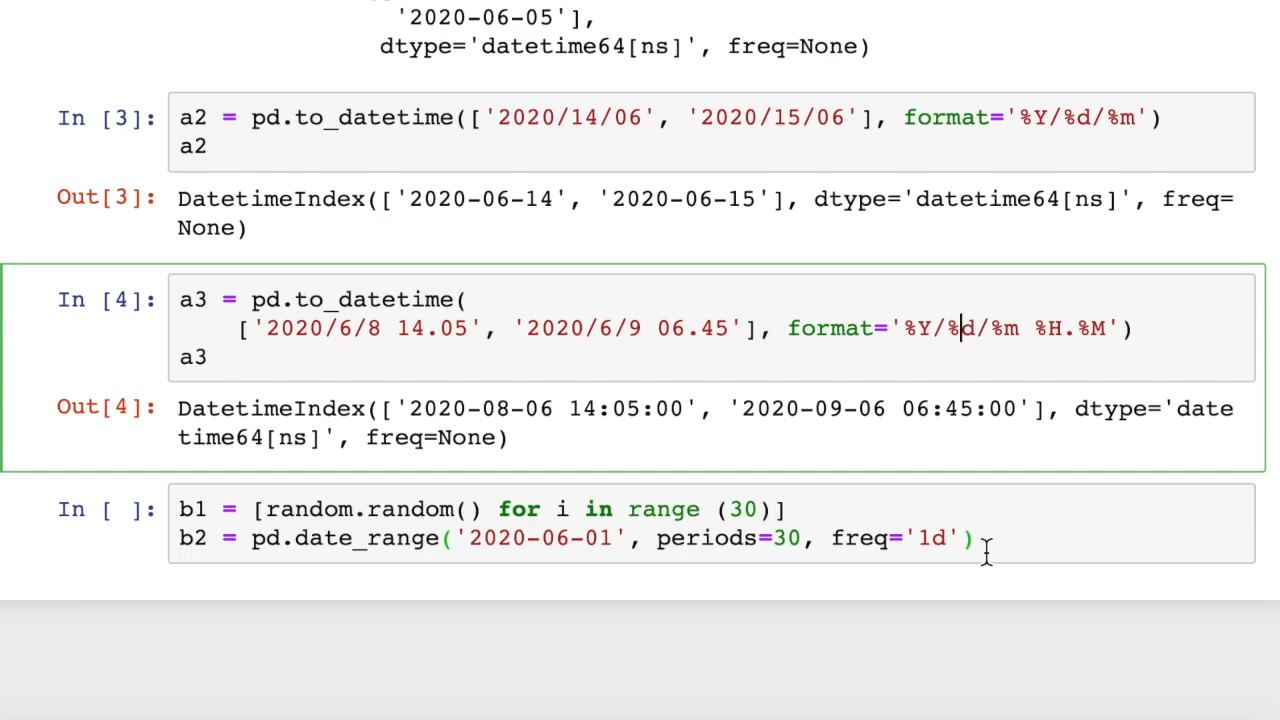 '2020-06-05'],
dtype='datetime64[ns]', freq=None)
In [3]: a2 = pd.to_datetime(['2020/14/06', '2020/15/06'], format='%Y/%d/%m')
a2
Out[3]: DatetimeIndex(['2020-06-14', '2020-06-15'], dtype='datetime64[ns]', freq=
None)
In [4]: a3 = pd.to_datetime(
['2020/6/8 14.05', '2020/6/9 06.45'], format='%Y/%d/%m %H.%M')
a3
Out[4]: DatetimeIndex(['2020-08-06 14:05:00', '2020-09-06 06:45:00'], dtype='date
time64[ns]', freq=None)
In [ ]: b1 = [random.random() for i in range (30)]
b2 = pd.date_range('2020-06-01', periods=30, freq='1d')